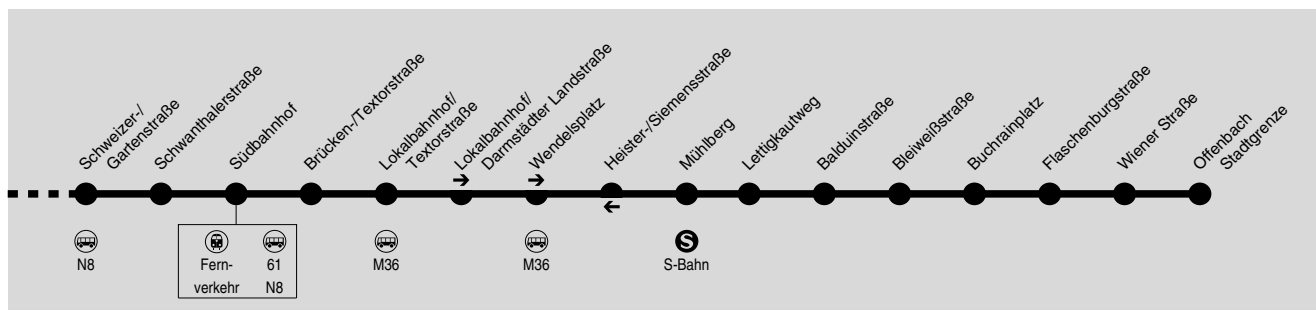 Schweizer-/
Gartenstraße
Schwanthalerstraße
Südbahnhof
Brücken-/Textorstraße
Lokalbahnhof/
Textorstraße
Lokalbahnhof/
Darmstädter Landstraße
Wendelsplatz
Heister-/Siemensstraße
Mühlberg
Lettigkautweg
Balduinstraße
Bleiweißstraße
Buchrainplatz
Flaschenburgstraße
Wiener Straße
Offenbach
Stadtgrenze
→ →
←
N8
Fern-
verkehr
61
N8
M36
M36
S
S-Bahn